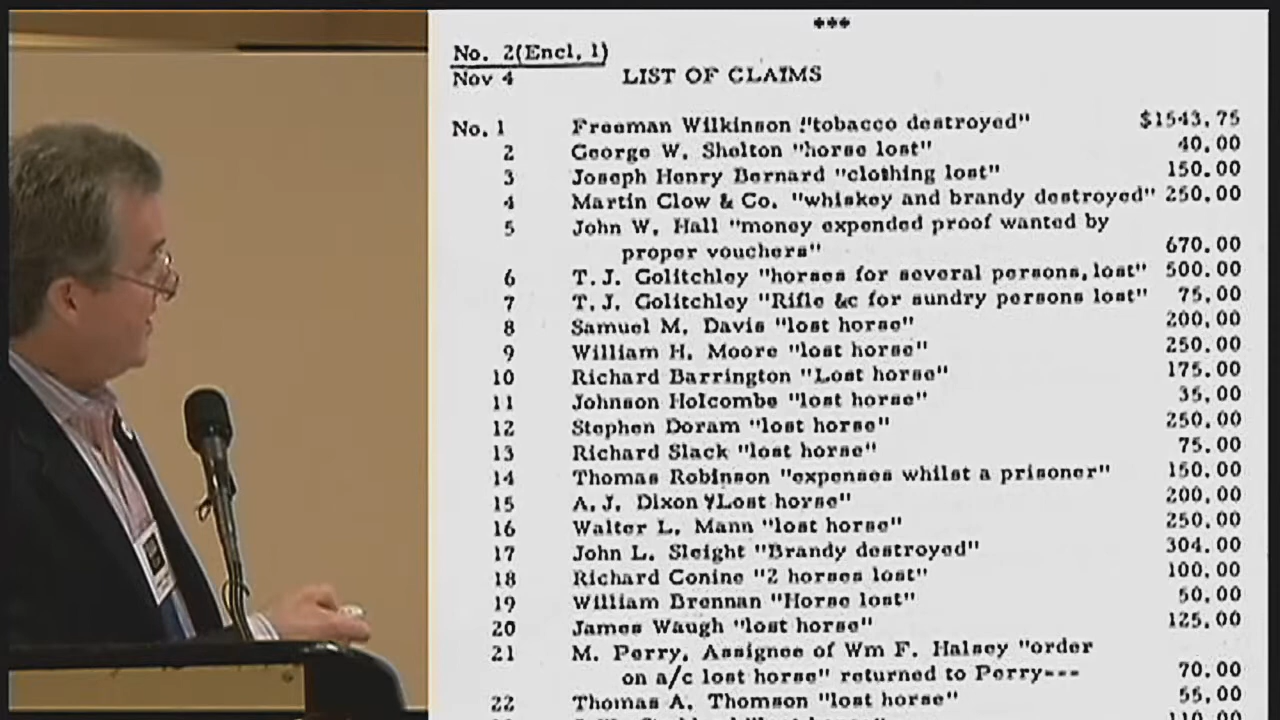 ***
No. 2(Encl. 1)
Nov 4 LIST OF CLAIMS
No. 1 Freeman Wilkinson "tobacco destroyed" $1543.75
2 George W. Shelton "horse lost" 40.00
3 Joseph Henry Bernard "clothing lost" 150.00
4 Martin Clow & Co. "whiskey and brandy destroyed" 250.00
5 John W. Hall "money expended proof wanted by
proper vouchers" 670.00
6 T.J. Golitchley "horses for several persons, lost" 500.00
7 T.J. Golitchley "Rifle &c for sundry persons lost" 75.00
8 Samuel M. Davis "lost horse" 200.00
9 William H. Moore "lost horse" 250.00
10 Richard Barrington "Lost horse" 175.00
11 Johnson Holcombe "lost horse" 35.00
12 Stephen Doram "lost horse" 250.00
13 Richard Slack "lost horse" 75.00
14 Thomas Robinson "expenses whilst a prisoner" 150.00
15 A.J. Dixon "Lost horse" 200.00
16 Walter L. Mann "lost horse" 250.00
17 John L. Sleight "Brandy destroyed" 304.00
18 Richard Conine "2 horses lost" 100.00
19 William Brennan "Horse lost" 50.00
20 James Waugh "lost horse" 125.00
21 M. Perry, Assignee of Wm F. Halsey "order
on a/c lost horse" returned to Perry--- 70.00
22 Thomas A. Thomson "lost horse" 55.00